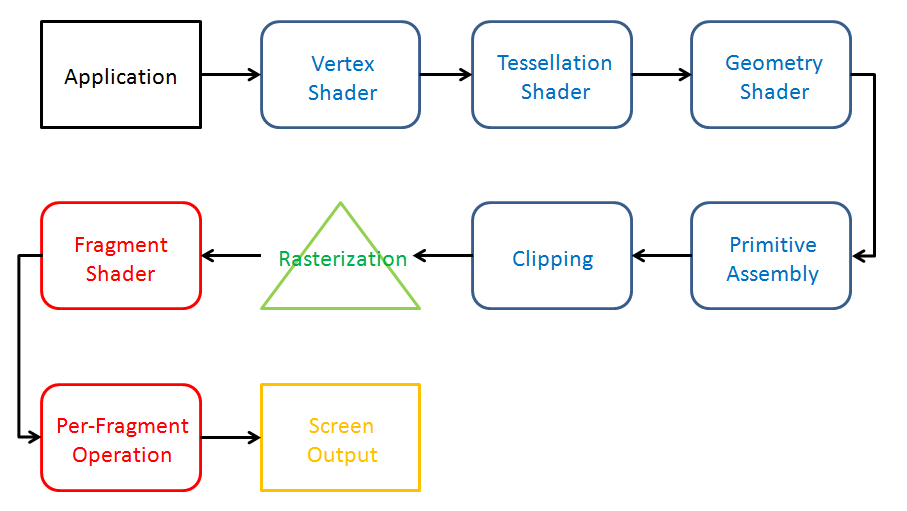 Application
Vertex
Shader
Tessellation
Shader
Geometry
Shader
Fragment
Shader
Rasterization
Clipping
Primitive
Assembly
Per-Fragment
Operation
Screen
Output